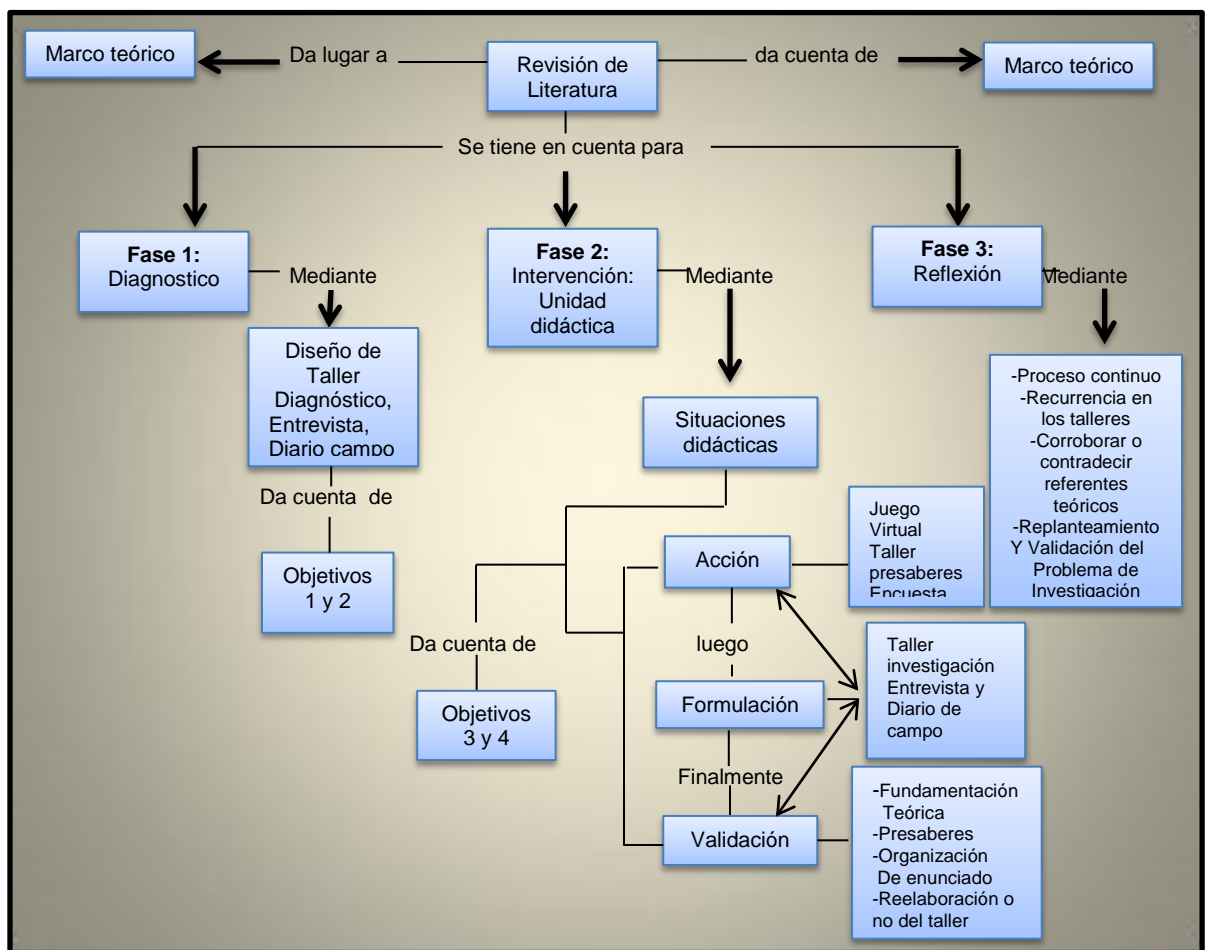 Marco teórico
Da lugar a
Revisión de
Literatura
da cuenta de
Marco teórico
Se tiene en cuenta para
Fase 1:
Diagnostico
Mediante
Fase 2:
Intervención:
Unidad
didáctica
Mediante
Fase 3:
Reflexión
Mediante
Diseño de
Taller
Diagnóstico,
Entrevista,
Diario campo
Da cuenta de
Objetivos
1 y 2
Situaciones
didácticas
-Proceso continuo
-Recurrencia en
los talleres
-Corroborar o
contradecir
referentes
teóricos
-Replanteamiento
Y Validación del
Problema de
Investigación
Da cuenta de
Objetivos
3 y 4
Acción
Juego
Virtual
Taller
presaberes
Encuesta
luego
Formulación
Taller
investigación
Entrevista y
Diario de
campo
Finalmente
Validación
-Fundamentación
Teórica
-Presaberes
-Organización
De enunciado
-Reelaboración o
no del taller